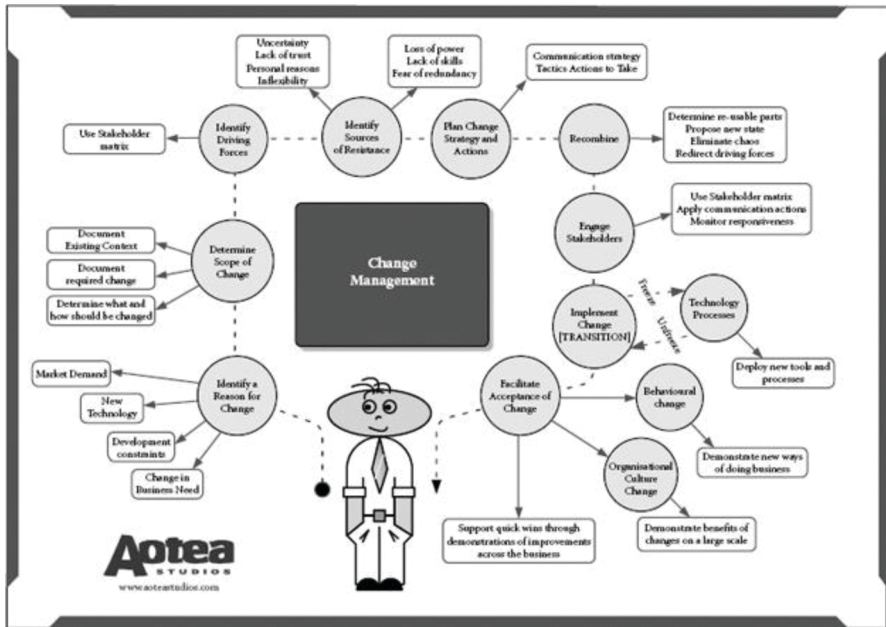 Uncertainty
Lack of trust
Personal reasons
Inflexibility
Loss of power
Lack of skills
Fear of redundancy
Communication strategy
Tactics Actions to Take
Use Stakeholder
matrix
Identify
Driving
Forces
Identify
Sources
of Resistance
Plan Change
Strategy and
Actions
Recombine
Determine re-usable parts
Propose new state
Eliminate chaos
Redirect driving forces
Document
Existing Context
Document
required change
Determine what and
how should be changed
Determine
Scope of
Change
Change
Management
Engage
Stakeholders
Use Stakeholder matrix
Apply communication actions
Monitor responsiveness
Implement
Change
[TRANSITION]
Freeze
Unfreeze
Technology
Processes
Deploy new tools and
processes
Market Demand
New
Technology
Development
constraints
Change in
Business Need
Identify a
Reason for
Change
Facilitate
Acceptance of
Change
Behavioural
change
Demonstrate new ways
of doing business
Organisational
Culture
Change
Demonstrate benefits of
changes on a large scale
Support quick wins through
demonstrations of improvements
across the business
Aotea
STUDIOS
www.aoteastudios.com